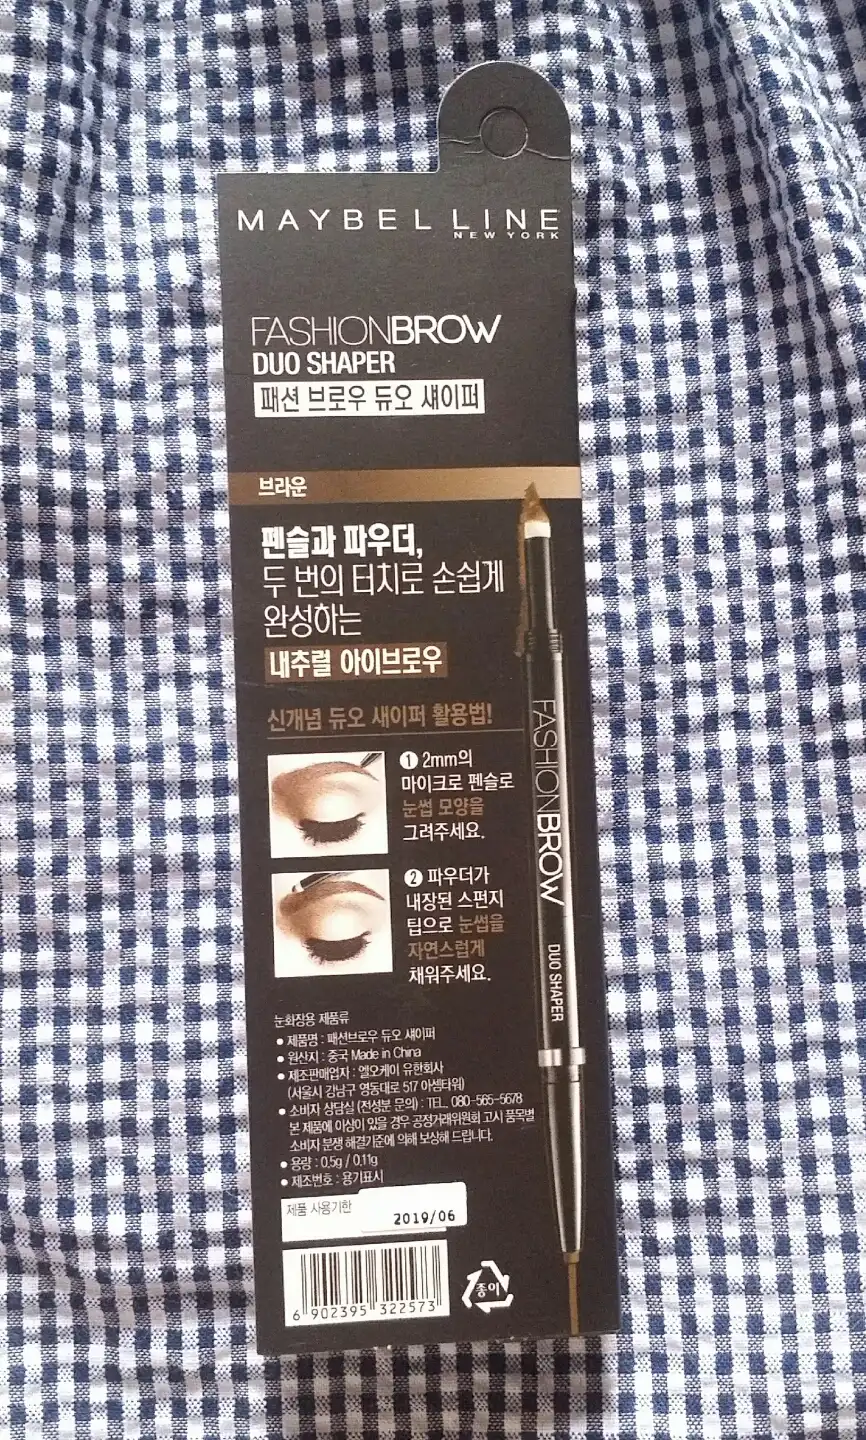 MAYBELLINE
NEW YORK
FASHIONBROW
DUO SHAPER
패션 브로우 듀오 섀이퍼
브라운
펜슬과 파우더,
두 번의 터치로 손쉽게
완성하는
내추럴 아이브로우
신개념 듀오 섀이퍼 활용법!
1 2mm의
마이크로 펜슬로
눈썹 모양을
그려주세요.
2 파우더가
내장된 스펀지
팁으로 눈썹을
자연스럽게
채워주세요.
FASHIONBROW
DUO SHAPER
눈화장용 제품류
• 제품명 : 패션브로우 듀오 섀이퍼
• 원산지 : 중국 Made in China
• 제조판매업자 : 엘오케이 유한회사
(서울시 강남구 영동대로 517 아셈타워)
• 소비자 상담실 (전성분 문의) : TEL. 080-565-5678
본 제품에 이상이 있을 경우 공정거래위원회 고시 품목별
소비자 분쟁 해결기준에 의해 보상해 드립니다.
• 용량 : 0.5g / 0.11g
• 제조번호 : 용기표시
제품 사용기한
2019/06
6 902395 322573
종이